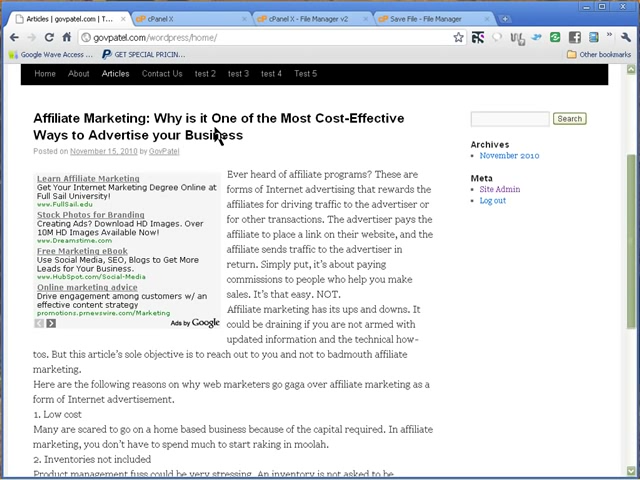 Articles | govpatel.com | T...
cPanel X
cPanel X - File Manager v2
Save File - File Manager
govpatel.com/wordpress/home/
Google Wave Access ...
GET SPECIAL PRICIN...
Other bookmarks
Home About Articles Contact Us test 2 test 3 test 4 Test 5
Affiliate Marketing: Why is it One of the Most Cost-Effective
Ways to Advertise your Business
Posted on November 15, 2010 by GovPatel
Search
Archives
November 2010
Meta
Site Admin
Log out
Learn Affiliate Marketing
Get Your Internet Marketing Degree Online at
Full Sail University!
www.FullSail.edu
Stock Photos for Branding
Creating Ads? Download HD Images. Over
10M HD Images Available Now!
www.Dreamstime.com
Free Marketing eBook
Use Social Media, SEO, Blogs to Get More
Leads for Your Business.
www.HubSpot.com/Social-Media
Online marketing advice
Drive engagement among customers w/ an
effective content strategy
promotions.prnewswire.com/Marketing
Ads by Google
Ever heard of affiliate programs? These are
forms of Internet advertising that rewards the
affiliates for driving traffic to the advertiser or
for other transactions. The advertiser pays the
affiliate to place a link on their website, and the
affiliate sends traffic to the advertiser in
return. Simply put, it's about paying
commissions to people who help you make
sales. It's that easy. NOT.
Affiliate marketing has its ups and downs. It
could be draining if you are not armed with
updated information and the technical how-
tos. But this article's sole objective is to reach out to you and not to badmouth affiliate
marketing.
Here are the following reasons on why web marketers go gaga over affiliate marketing as a
form of Internet advertisement.
1. Low cost
Many are scared to go on a home based business because of the capital required. In affiliate
marketing, you don't have to spend much to start raking in moolah.
2. Inventories not included
Product management fuss could be very stressing. An inventory is not asked to be